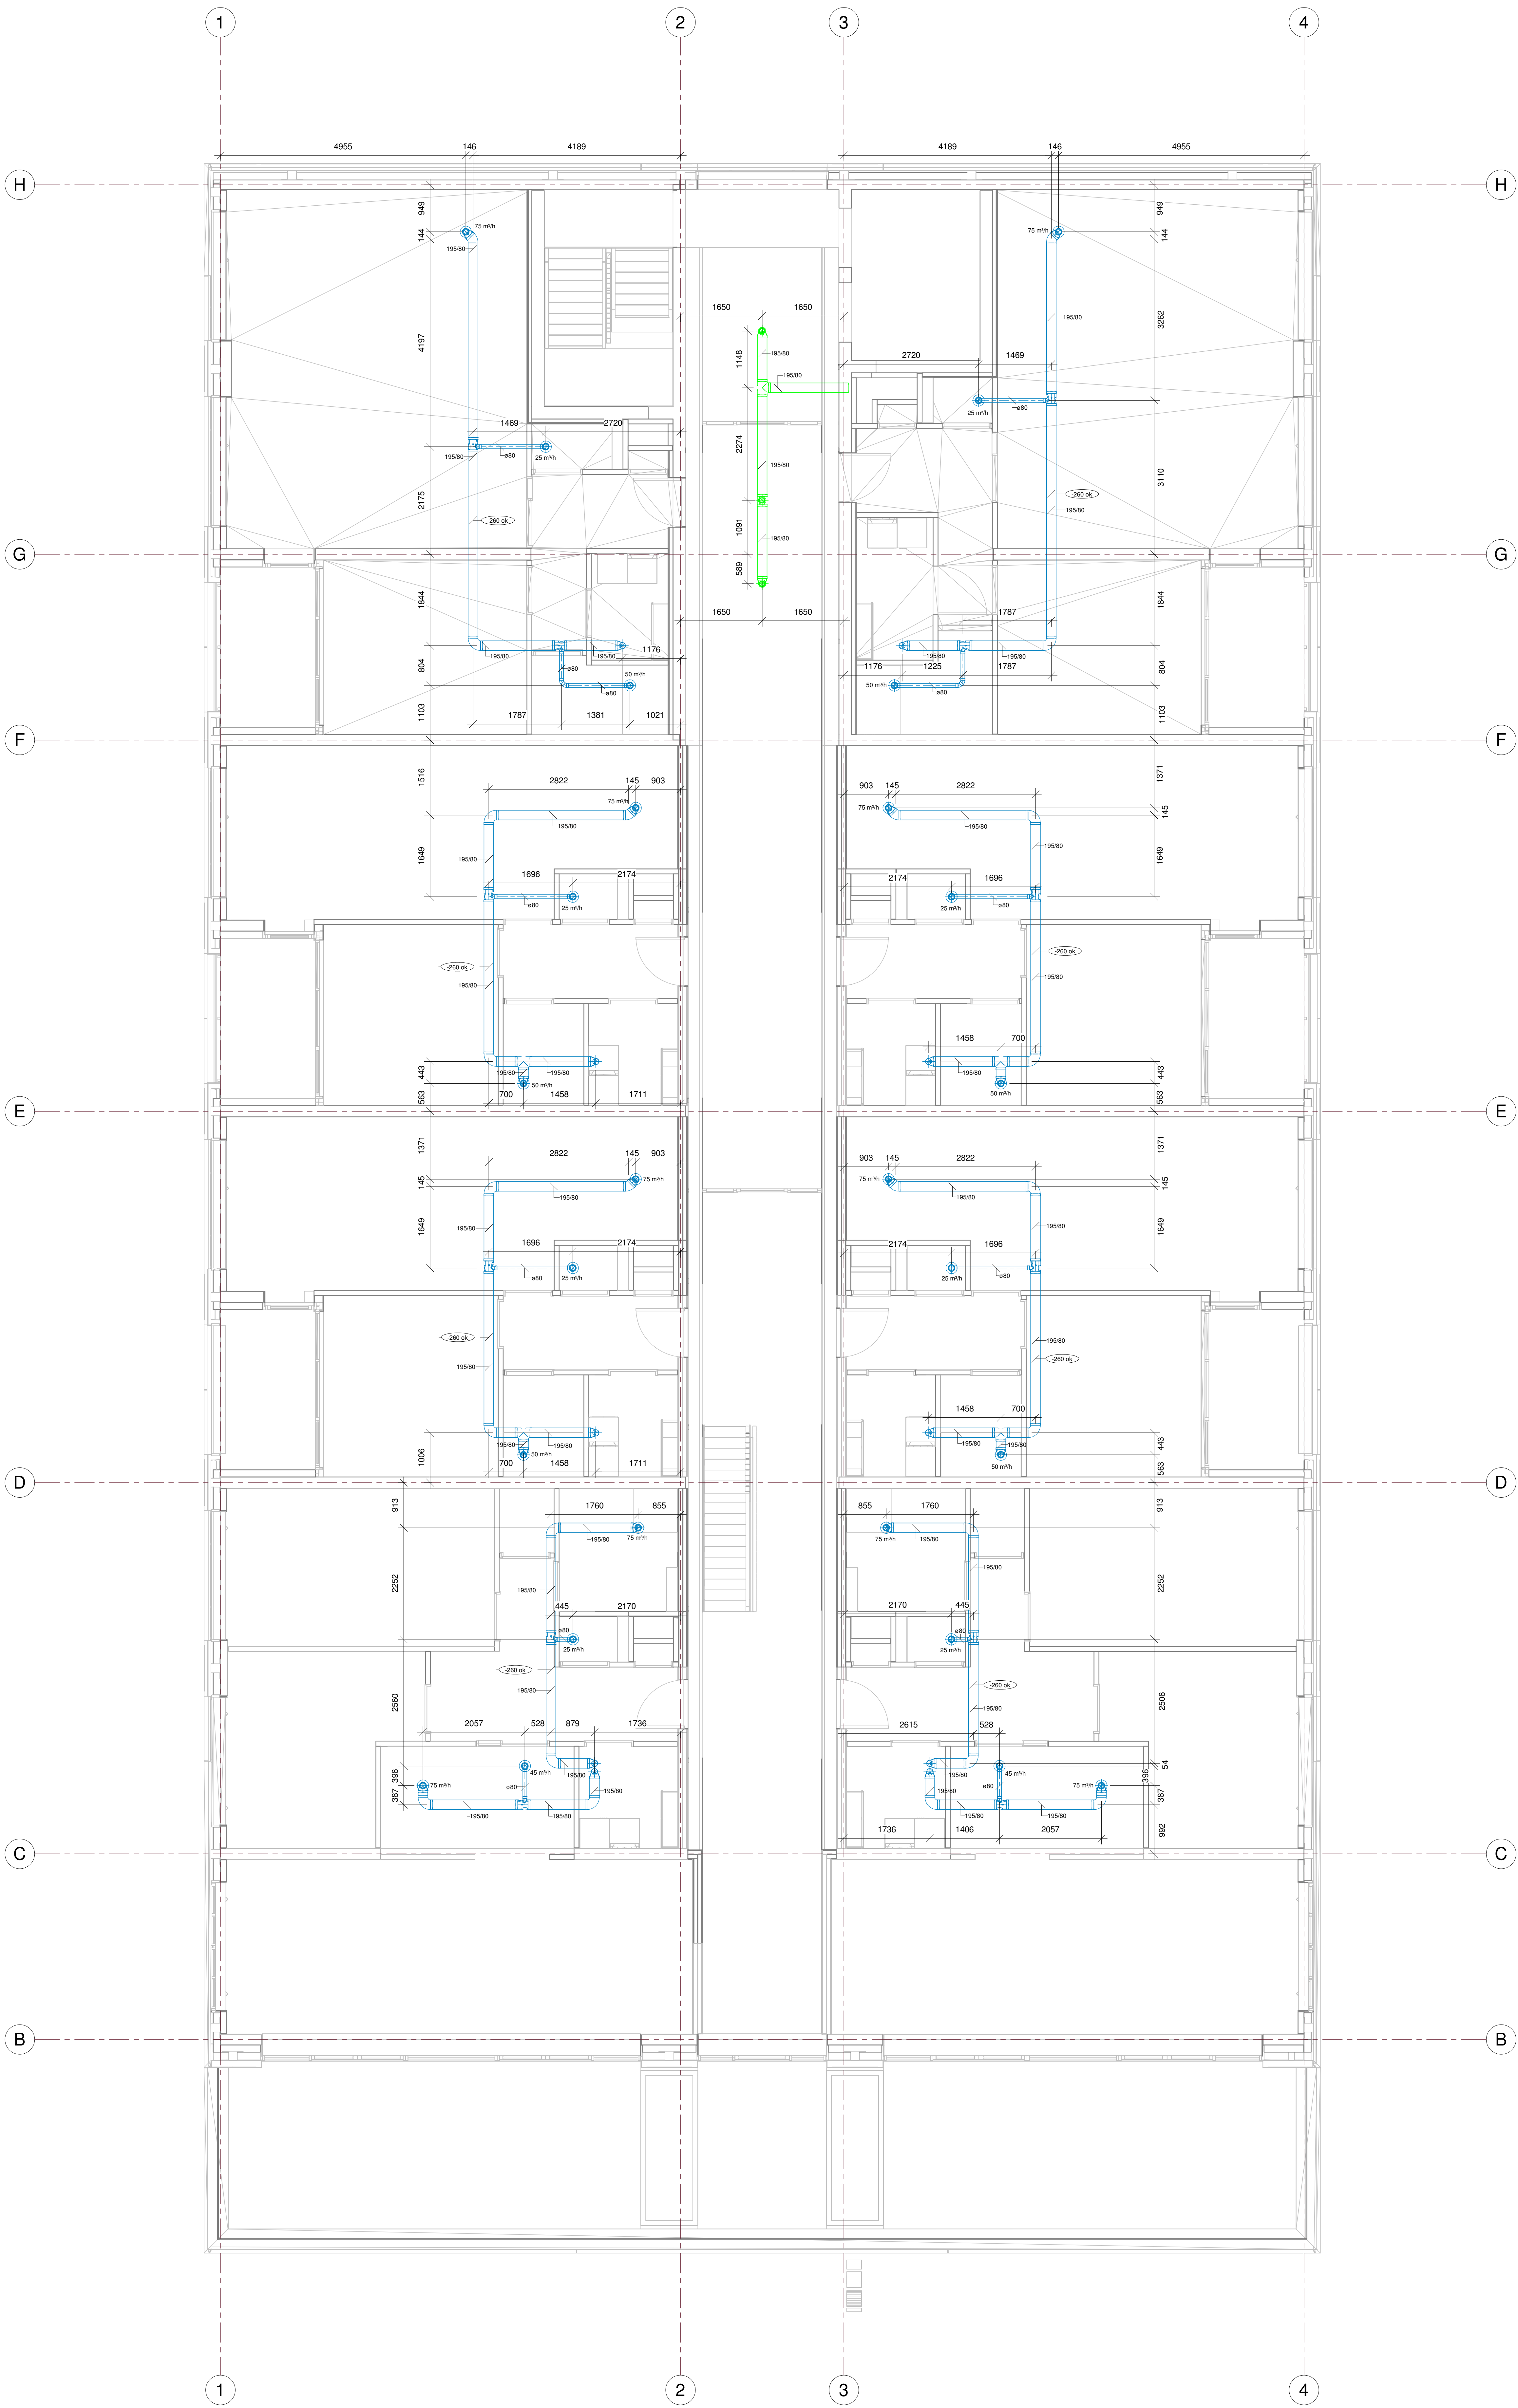 1 2 3 4
4955 146 4189 4189 146 4955
H H
949 949
75 m³/h 75 m³/h
144 144
195/80
1650 1650
195/80 3262
4197 1148 195/80 2720 1469
195/80
25 m³/h ø80
1469 2720
195/80 ø80 25 m³/h
2274 195/80
2175 -260 ok -260 ok 3110
195/80
1091 195/80
G G
589
1844 1650 1650 1787 1844
195/80 195/80 1176 195/80 195/80
804 ø80 50 m³/h 1176 1225 1787 804
ø80 50 m³/h ø80 ø80
1103 1787 1381 1021 1103
F F
1516 1371
2822 145 903 903 145 2822
75 m³/h 75 m³/h 145
195/80 195/80
1649 195/80 195/80 1649
1696 2174 2174 1696
ø80 25 m³/h 25 m³/h ø80
-260 ok -260 ok
195/80 195/80
1458 700
443 195/80 195/80 443
50 m³/h 50 m³/h
563 700 1458 1711 563
E E
1371 1371
2822 145 903 903 145 2822
145 75 m³/h 75 m³/h 145
195/80 195/80
1649 195/80 195/80 1649
1696 2174 2174 1696
ø80 25 m³/h 25 m³/h ø80
-260 ok 195/80
195/80 -260 ok
1458 700
1006 195/80 195/80 195/80 443
50 m³/h 50 m³/h
700 1458 1711 563
D D
913 1760 855 855 1760 913
195/80 75 m³/h 75 m³/h 195/80
2252 195/80 195/80 2252
445 2170 2170 445
ø80 25 m³/h 25 m³/h ø80
-260 ok -260 ok
2560 195/80 195/80 2506
2057 528 879 1736 2615 528
195/80 195/80 54
396 45 m³/h 45 m³/h 396
75 m³/h ø80 195/80 195/80 ø80 75 m³/h
387 195/80 195/80 195/80 195/80 387
1736 1406 2057 992
C C
B B
1 2 3 4